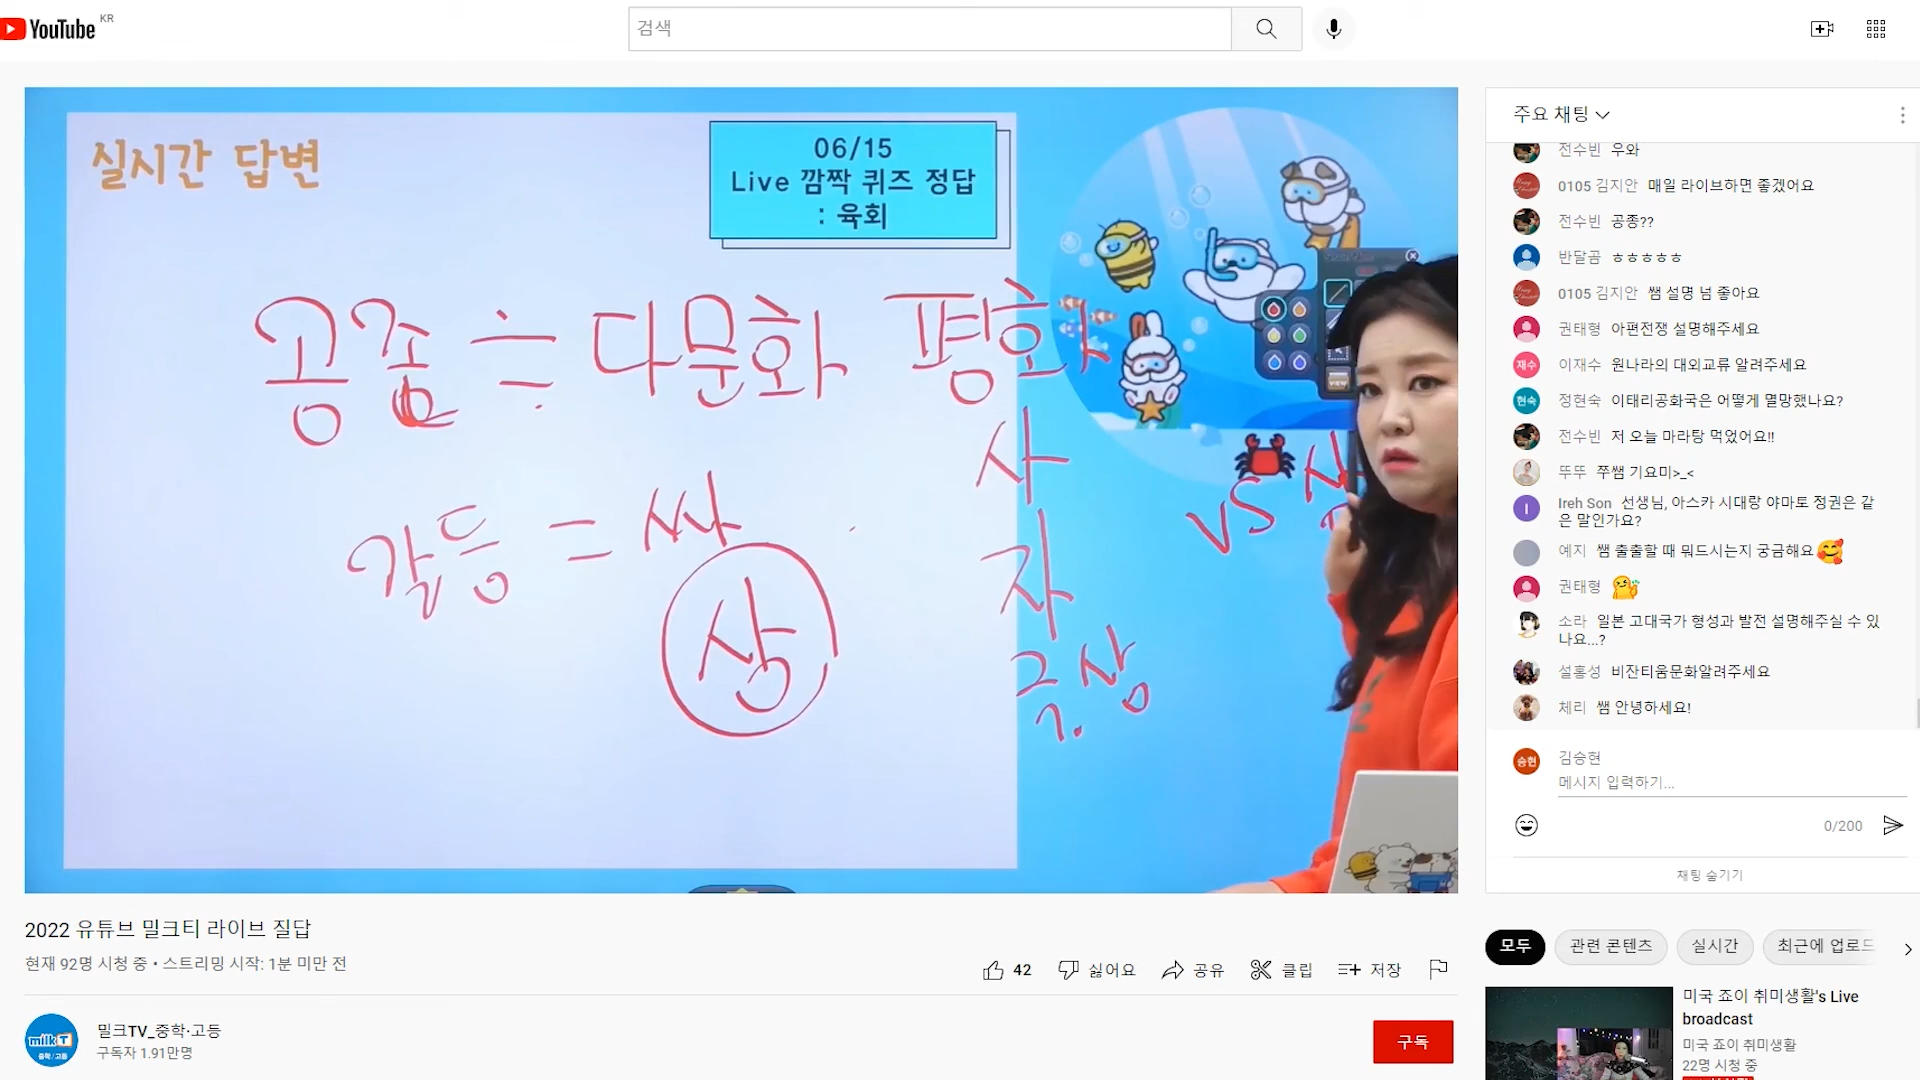 YouTube KR
검색
실시간 답변
06/15
Live 깜짝 퀴즈 정답
: 육회
공존 ≒ 다문화 평화
사
자
갈등 = 싸
상
상
VS
VIEW
주요 채팅
전수빈 우와
0105 김지안 매일 라이브하면 좋겠어요
전수빈 공종??
반달곰 ㅎㅎㅎㅎㅎ
0105 김지안 쌤 설명 넘 좋아요
권태형 아편전쟁 설명해주세요
재수 이재수 원나라의 대외교류 알려주세요
현숙 정현숙 이태리공화국은 어떻게 멸망했나요?
전수빈 저 오늘 마라탕 먹었어요!!
뚜뚜 쭈쌤 기요미>_<
I Ireh Son 선생님, 아스카 시대랑 야마토 정권은 같
은 말인가요?
예지 쌤 출출할 때 뭐드시는지 궁금해요🥰
권태형
소라 일본 고대국가 형성과 발전 설명해주실 수 있
나요...?
설홍성 비잔티움문화알려주세요
체리 쌤 안녕하세요!
승현 김승현
메시지 입력하기...
0/200
채팅 숨기기
2022 유튜브 밀크티 라이브 질답
현재 92명 시청 중 • 스트리밍 시작: 1분 미만 전
42 싫어요 공유 클립 저장
milkT 중학/고등
밀크TV_중학·고등
구독자 1.91만명
구독
모두 관련 콘텐츠 실시간 최근에 업로드
미국 죠이 취미생활's Live
broadcast
미국 죠이 취미생활
22명 시청 중